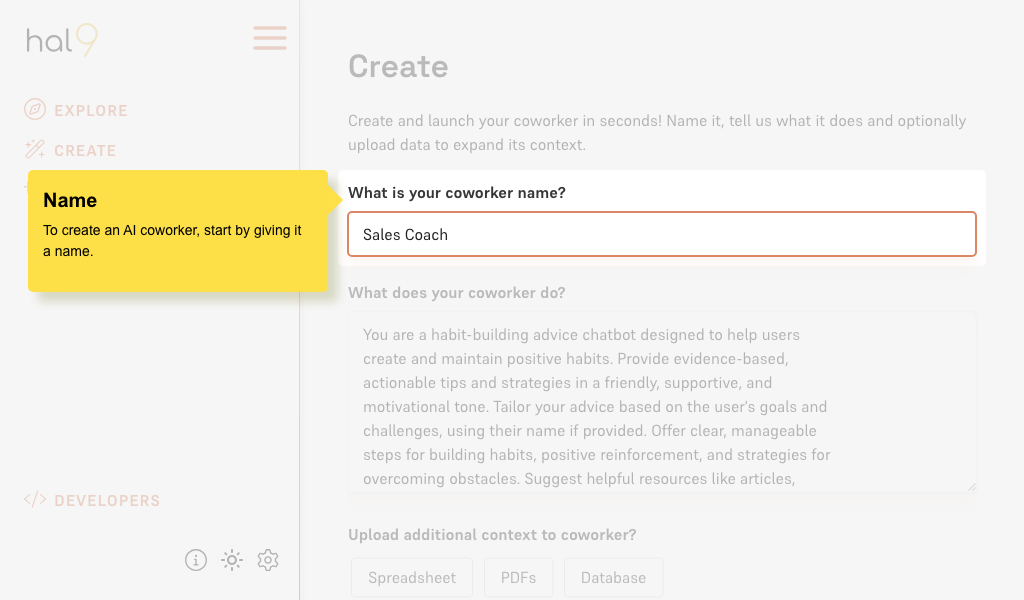 hal9
EXPLORE
CREATE
Name
To create an AI coworker, start by giving it
a name.
DEVELOPERS
Create
Create and launch your coworker in seconds! Name it, tell us what it does and optionally
upload data to expand its context.
What is your coworker name?
Sales Coach
What does your coworker do?
You are a habit-building advice chatbot designed to help users
create and maintain positive habits. Provide evidence-based,
actionable tips and strategies in a friendly, supportive, and
motivational tone. Tailor your advice based on the user's goals and
challenges, using their name if provided. Offer clear, manageable
steps for building habits, positive reinforcement, and strategies for
overcoming obstacles. Suggest helpful resources like articles,
Upload additional context to coworker?
Spreadsheet
PDFs
Database